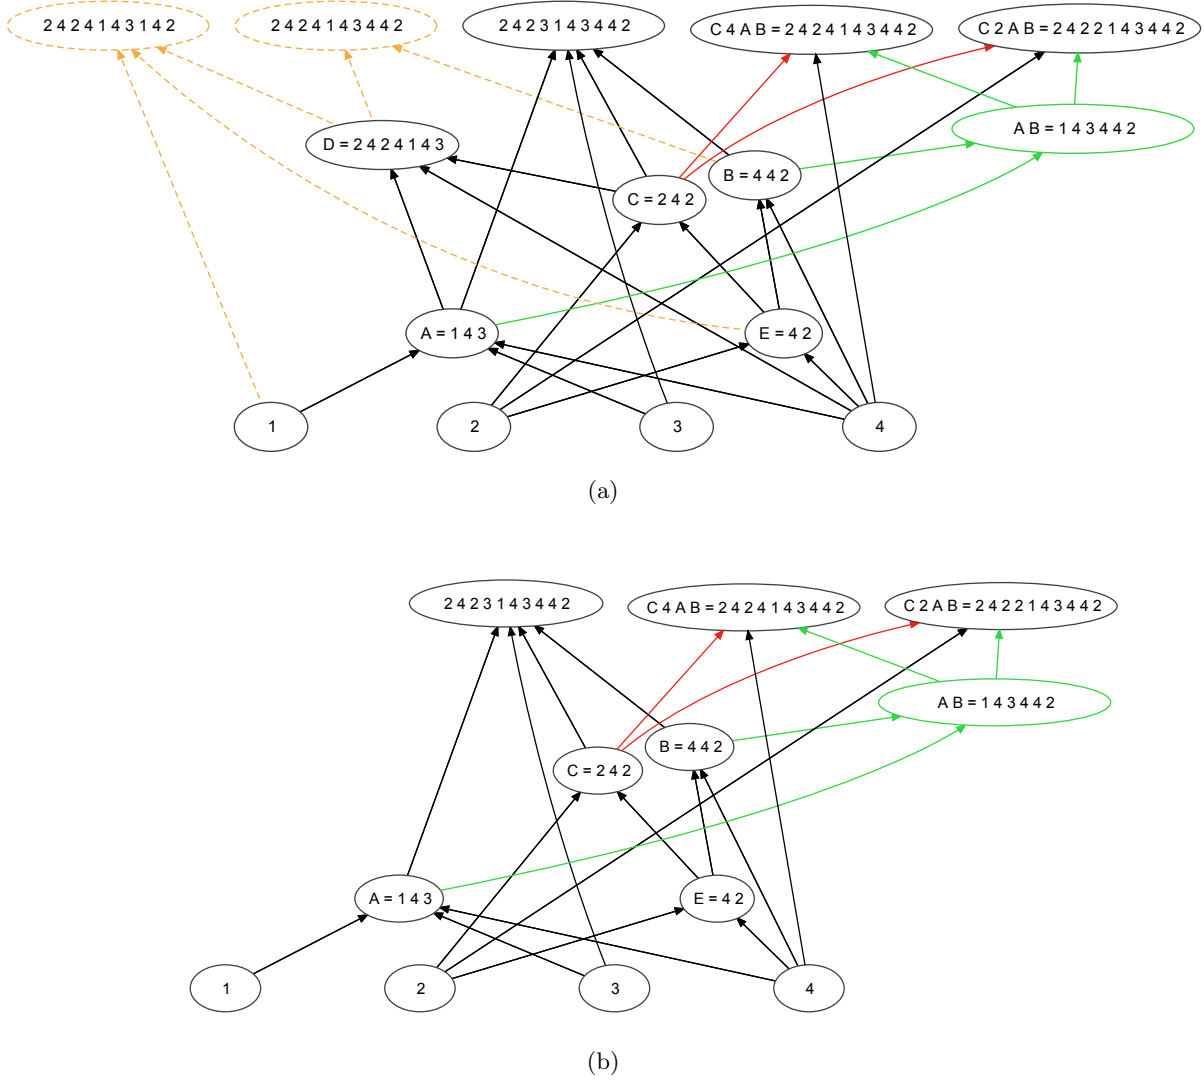 2 4 2 4 1 4 3 1 4 2
2 4 2 4 1 4 3 4 4 2
2 4 2 3 1 4 3 4 4 2
C 4 A B = 2 4 2 4 1 4 3 4 4 2
C 2 A B = 2 4 2 2 1 4 3 4 4 2
A B = 1 4 3 4 4 2
D = 2 4 2 4 1 4 3
B = 4 4 2
C = 2 4 2
A = 1 4 3
E = 4 2
1
2
3
4
(a)
2 4 2 3 1 4 3 4 4 2
C 4 A B = 2 4 2 4 1 4 3 4 4 2
C 2 A B = 2 4 2 2 1 4 3 4 4 2
A B = 1 4 3 4 4 2
B = 4 4 2
C = 2 4 2
A = 1 4 3
E = 4 2
1
2
3
4
(b)